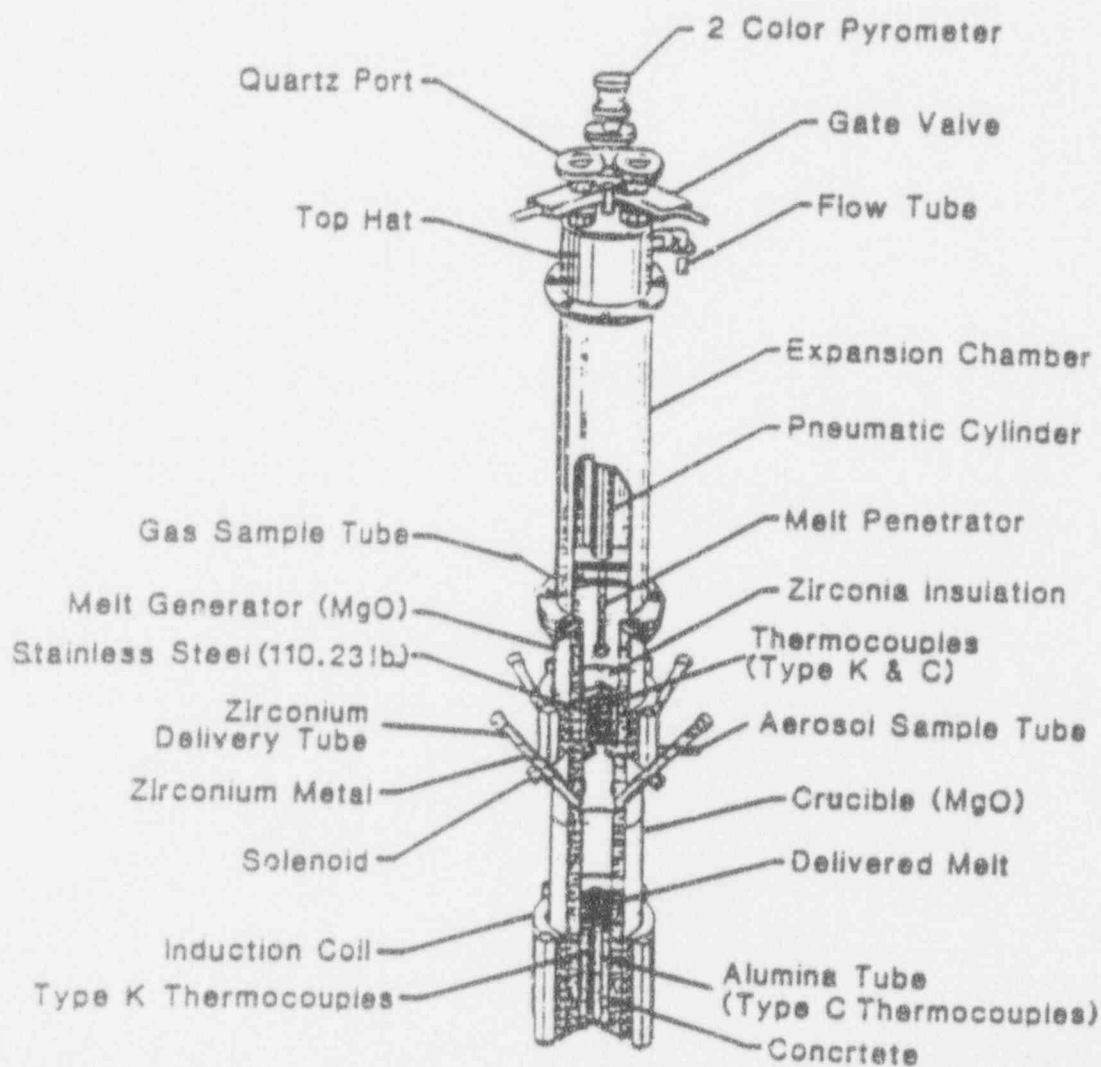 2 Color Pyrometer
Quartz Port
Gate Valve
Top Hat
Flow Tube
Expansion Chamber
Pneumatic Cylinder
Gas Sample Tube
Melt Penetrator
Melt Generator (MgO)
Zirconia Insulation
Stainless Steel (110.23 lb.)
Thermocouples
(Type K & C)
Zirconium
Delivery Tube
Aerosol Sample Tube
Zirconium Metal
Crucible (MgO)
Solenoid
Delivered Melt
Induction Coil
Type K Thermocouples
Alumina Tube
(Type C Thermocouples)
Concrtete